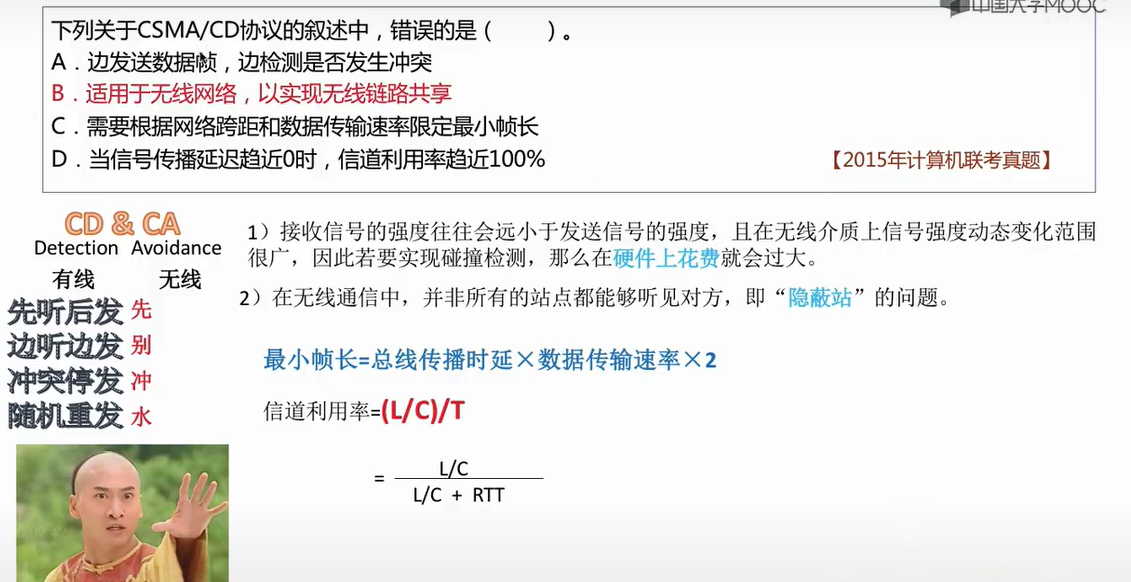 中国大学MOOC
下列关于CSMA/CD协议的叙述中，错误的是（　　）。
A．边发送数据帧，边检测是否发生冲突
B．适用于无线网络，以实现无线链路共享
C．需要根据网络跨距和数据传输速率限定最小帧长
D．当信号传播延迟趋近0时，信道利用率趋近100%
【2015年计算机联考真题】
CD & CA
Detection Avoidance
有线 无线
先听后发 先
边听边发 别
冲突停发 冲
随机重发 水
1）接收信号的强度往往会远小于发送信号的强度，且在无线介质上信号强度动态变化范围
很广，因此若要实现碰撞检测，那么在硬件上花费就会过大。
2）在无线通信中，并非所有的站点都能够听见对方，即“隐蔽站”的问题。
最小帧长=总线传播时延×数据传输速率×2
信道利用率=(L/C)/T
= L/C
L/C + RTT